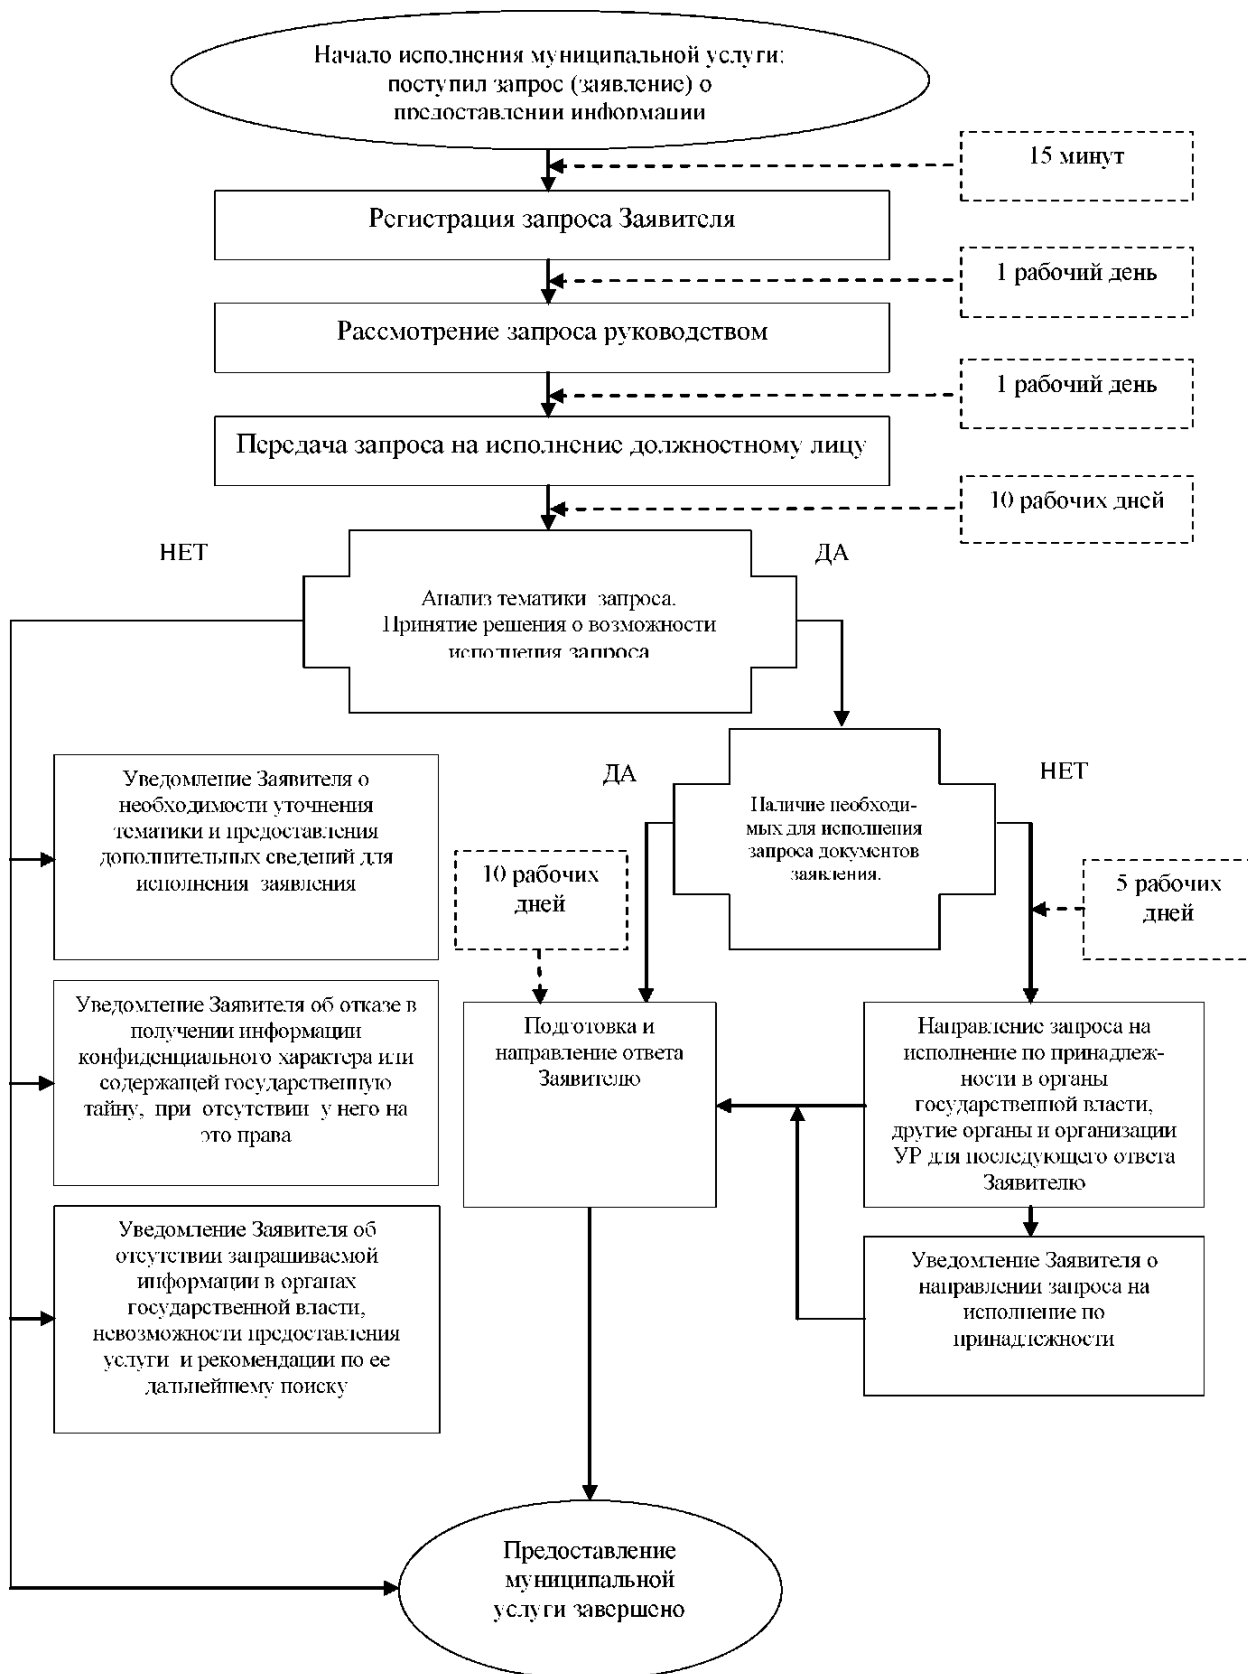 Начало исполнения муниципальной услуги:
поступил запрос (заявление) о
предоставлении информации
15 минут
Регистрация запроса Заявителя
1 рабочий день
Рассмотрение запроса руководством
1 рабочий день
Передача запроса на исполнение должностному лицу
10 рабочих дней
НЕТ
ДА
Анализ тематики запроса.
Принятие решения о возможности
исполнения запроса
Уведомление Заявителя о
необходимости уточнения
тематики и предоставления
дополнительных сведений для
исполнения заявления
ДА
НЕТ
Наличие необходи-
мых для исполнения
запроса документов
заявления.
10 рабочих
дней
5 рабочих
дней
Уведомление Заявителя об отказе в
получении информации
конфиденциального характера или
содержащей государственную
тайну, при отсутствии у него на
это права
Подготовка и
направление ответа
Заявителю
Направление запроса на
исполнение по принадлеж-
ности в органы
государственной власти,
другие органы и организации
УР для последующего ответа
Заявителю
Уведомление Заявителя об
отсутствии запрашиваемой
информации в органах
государственной власти,
невозможности предоставления
услуги и рекомендации по ее
дальнейшему поиску
Уведомление Заявителя о
направлении запроса на
исполнение по
принадлежности
Предоставление
муниципальной
услуги завершено